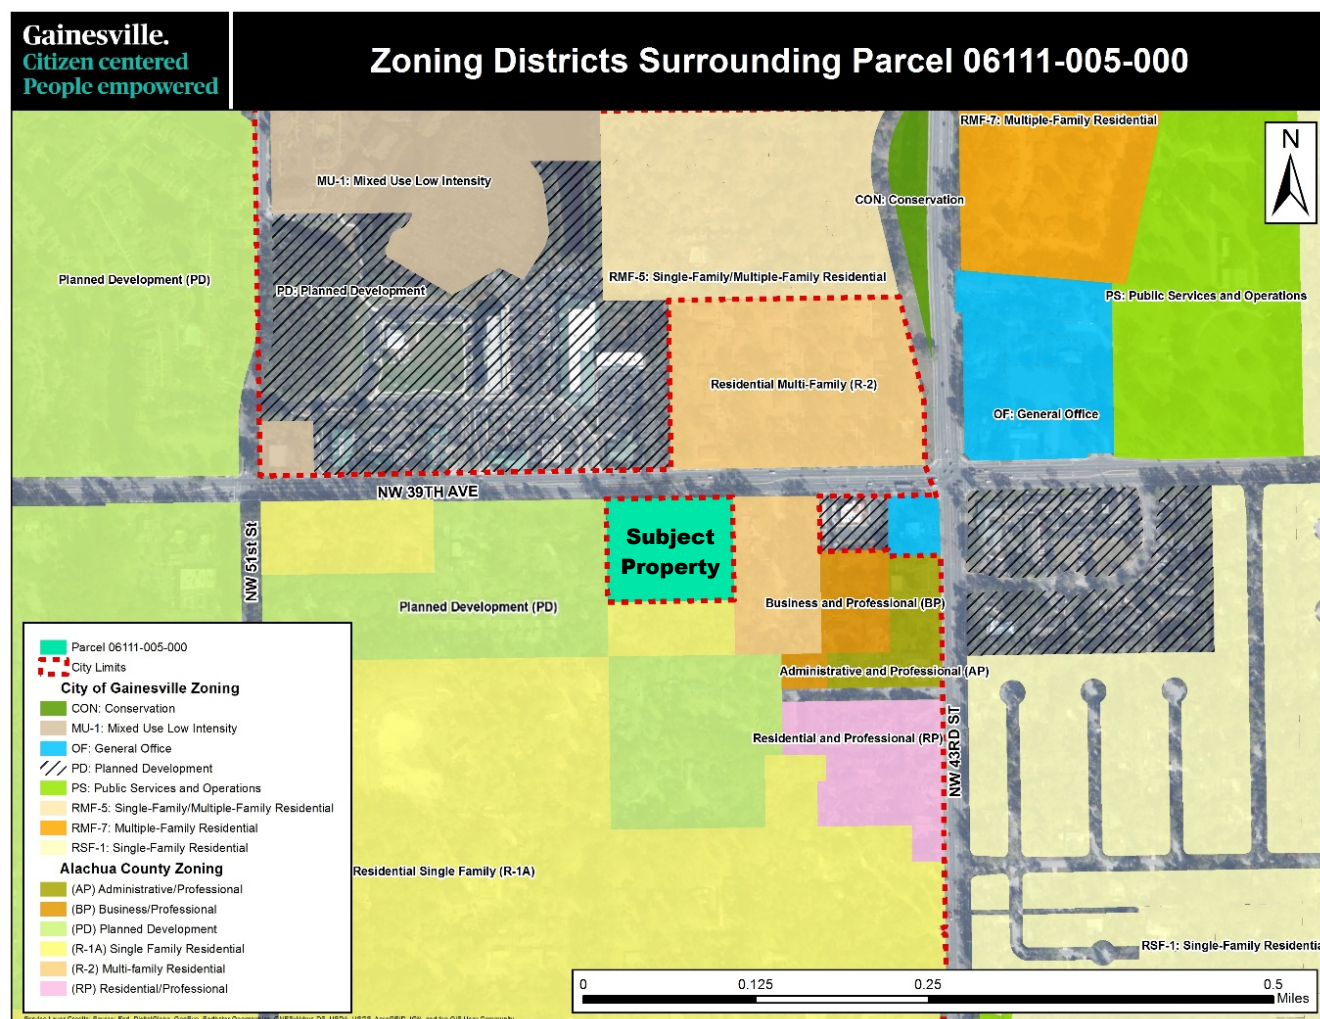 Gainesville.
Citizen centered
People empowered
Zoning Districts Surrounding Parcel 06111-005-000
RMF-7: Multiple-Family Residential
N
MU-1: Mixed Use Low Intensity
CON: Conservation
Planned Development (PD)
RMF-5: Single-Family/Multiple-Family Residential
PD: Planned Development
PS: Public Services and Operations
Residential Multi-Family (R-2)
OF: General Office
NW 39TH AVE
Subject
Property
NW 51st St
Planned Development (PD)
Business and Professional (BP)
Administrative and Professional (AP)
Residential and Professional (RP)
NW 43RD ST
Residential Single Family (R-1A)
RSF-1: Single-Family Residentia
Parcel 06111-005-000
City Limits
City of Gainesville Zoning
CON: Conservation
MU-1: Mixed Use Low Intensity
OF: General Office
PD: Planned Development
PS: Public Services and Operations
RMF-5: Single-Family/Multiple-Family Residential
RMF-7: Multiple-Family Residential
RSF-1: Single-Family Residential
Alachua County Zoning
(AP) Administrative/Professional
(BP) Business/Professional
(PD) Planned Development
(R-1A) Single Family Residential
(R-2) Multi-family Residential
(RP) Residential/Professional
0 0.125 0.25 0.5
Miles